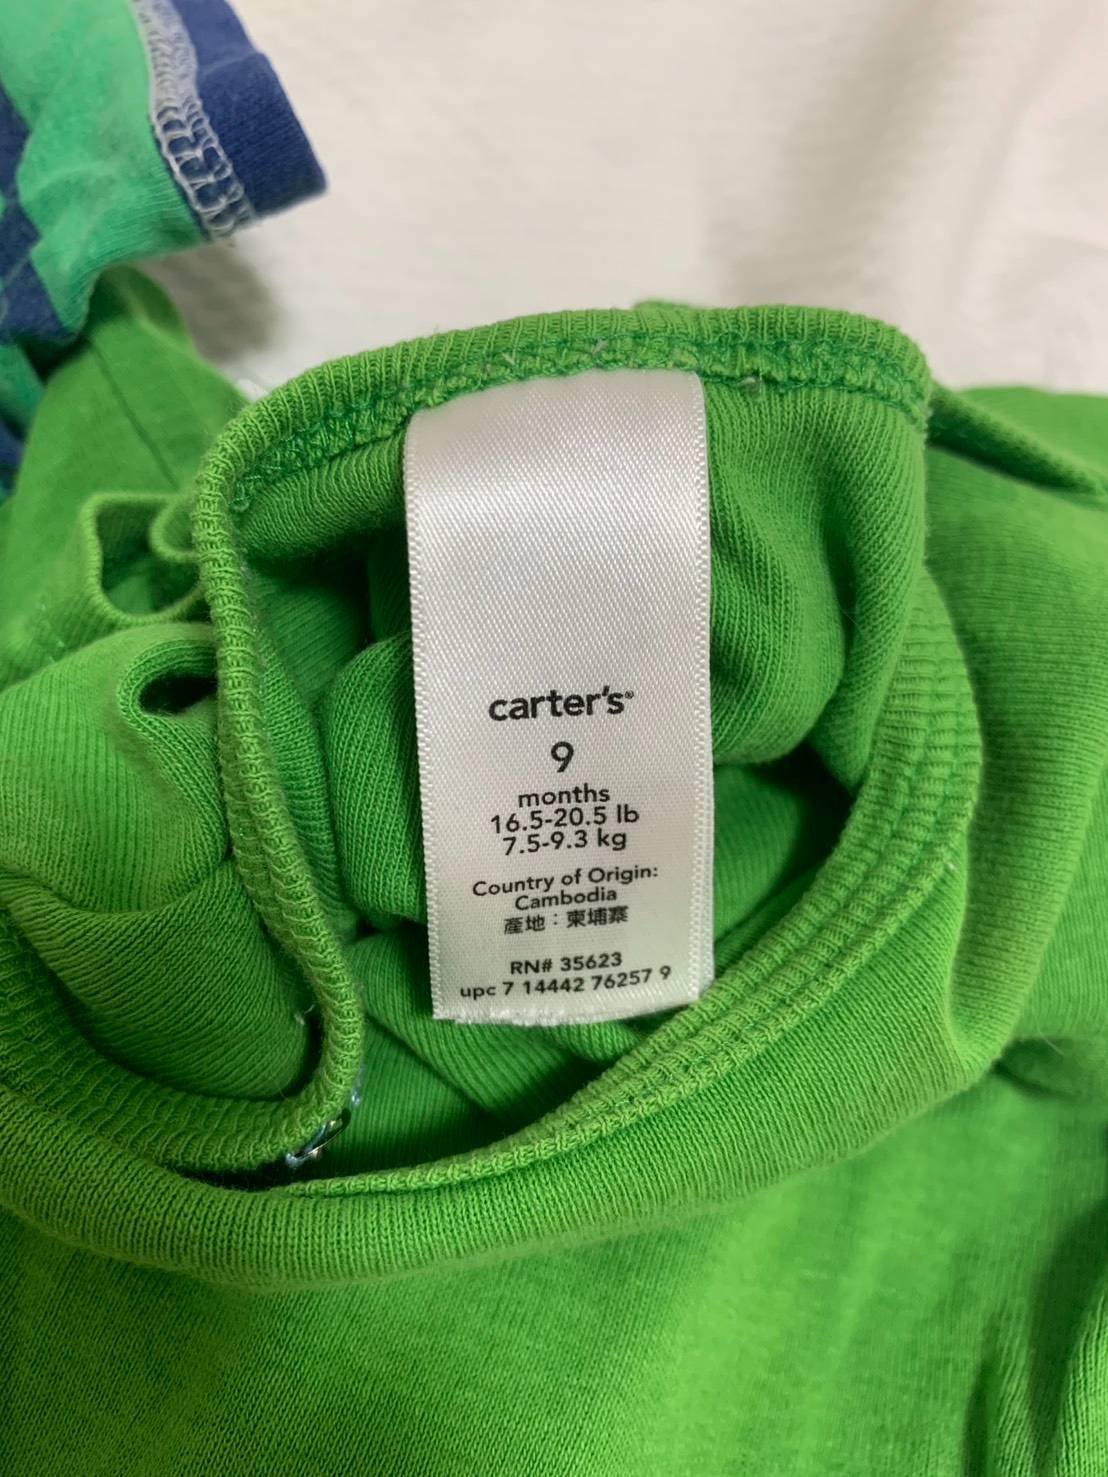 carter's®
9
months
16.5-20.5 lb
7.5-9.3 kg
Country of Origin:
Cambodia
產地：柬埔寨
RN# 35623
upc 7 14442 76257 9